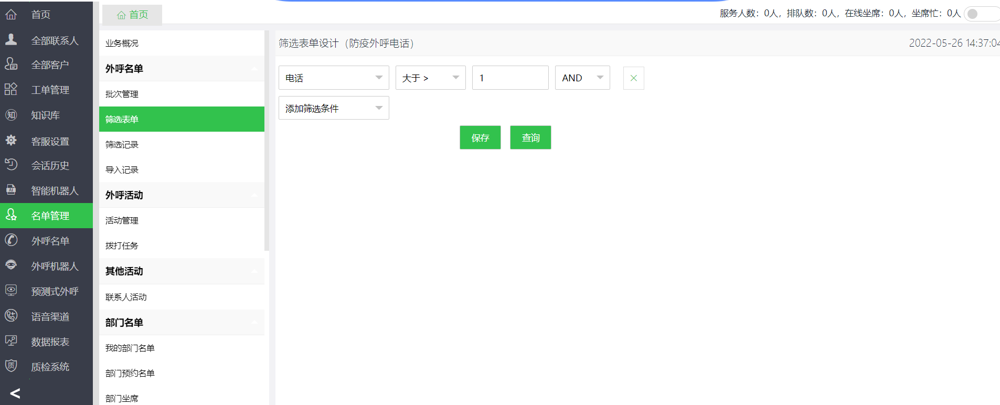 首页
全部联系人
全部客户
工单管理
知
知识库
客服设置
会话历史
AI
智能机器人
名单管理
外呼名单
外呼机器人
预测式外呼
语音渠道
数据报表
质
质检系统
<
首页
服务人数：0人，排队数：0人，在线坐席：0人，坐席忙：0人
业务概况
外呼名单
批次管理
筛选表单
筛选记录
导入记录
外呼活动
活动管理
拨打任务
其他活动
联系人活动
部门名单
我的部门名单
部门预约名单
部门坐席
筛选表单设计（防疫外呼电话）
2022-05-26 14:37:04
电话 大于 > 1 AND ×
添加筛选条件
保存 查询